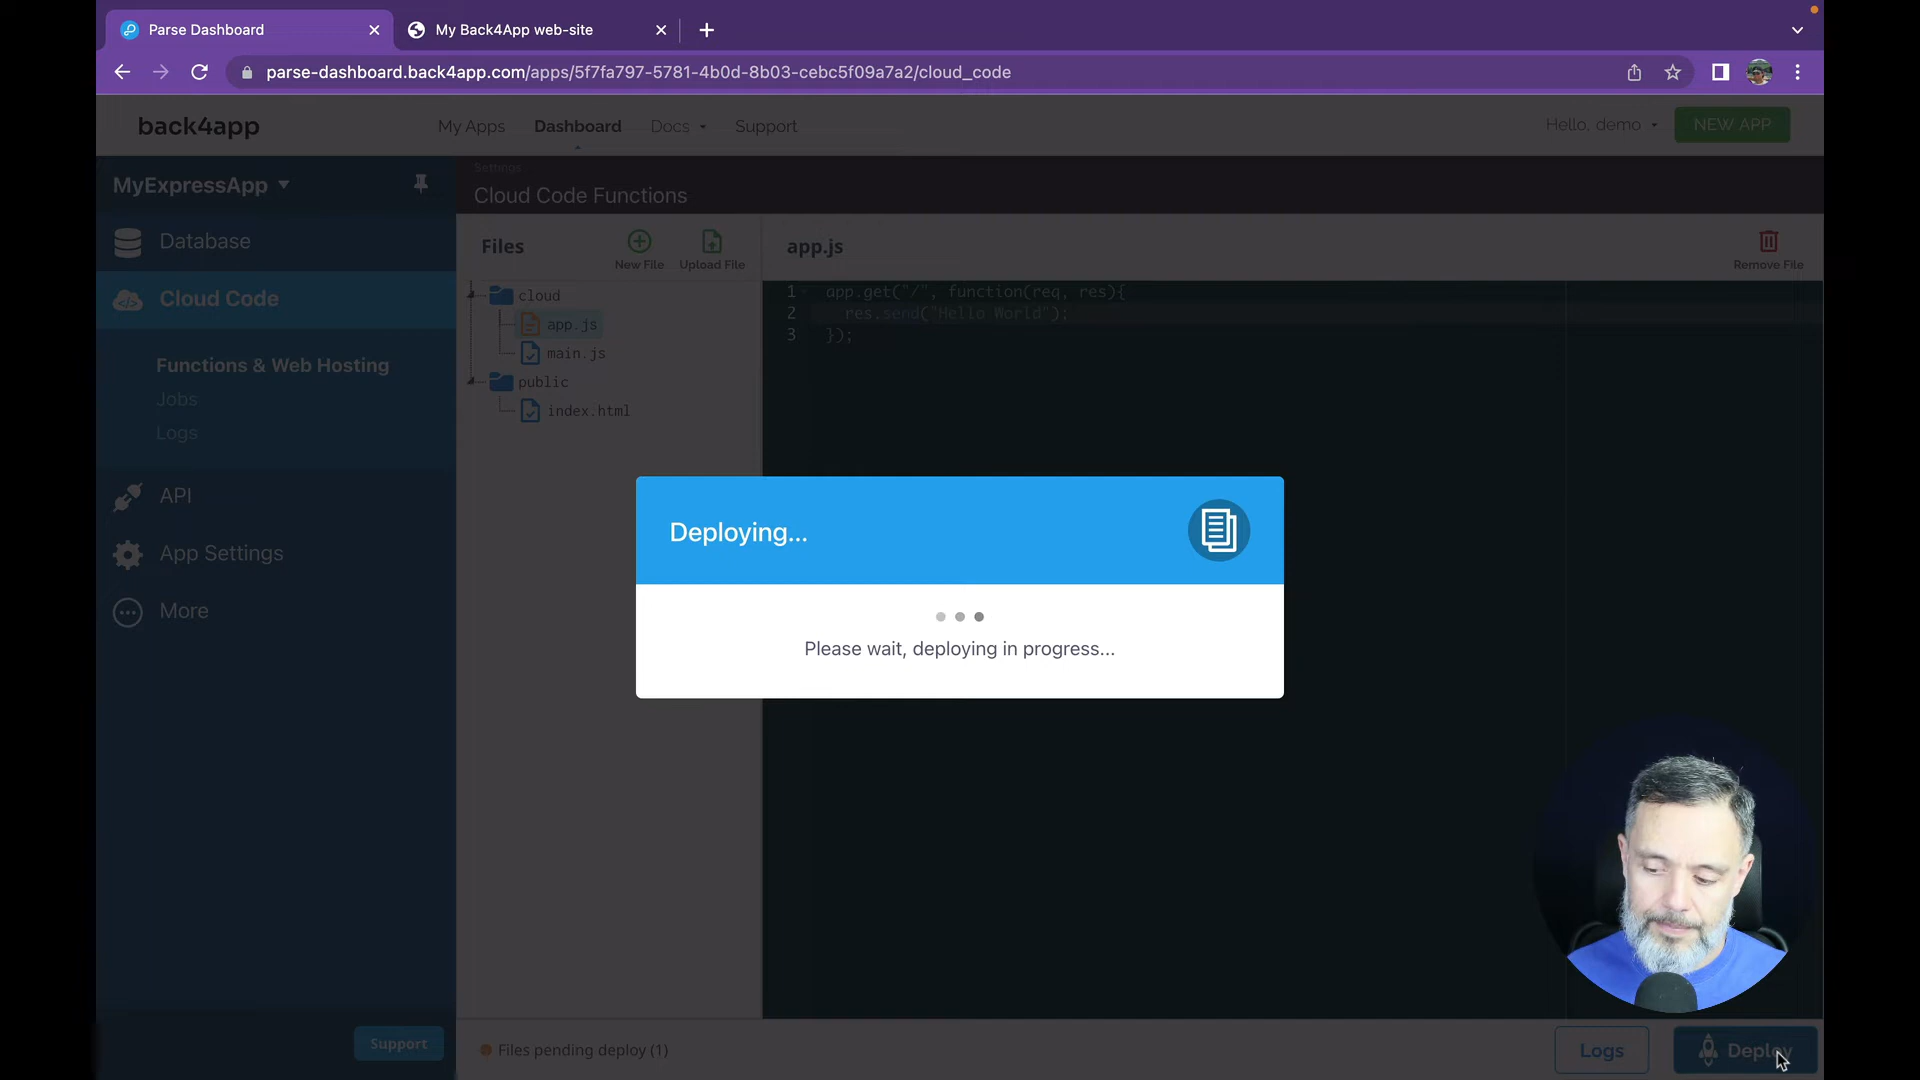 Parse Dashboard
My Back4App web-site
parse-dashboard.back4app.com/apps/5f7fa797-5781-4b0d-8b03-cebc5f09a7a2/cloud_code
back4app
My Apps
Dashboard
Docs
Support
Hello, demo
NEW APP
MyExpressApp
Settings
Cloud Code Functions
Database
Cloud Code
Functions & Web Hosting
Jobs
Logs
API
App Settings
More
Support
Files
New File
Upload File
cloud
app.js
main.js
public
index.html
app.js
Remove File
1 app.get("/", function(req, res){
2 res.send("Hello World");
3 });
Deploying...
Please wait, deploying in progress...
Files pending deploy (1)
Logs
Deploy